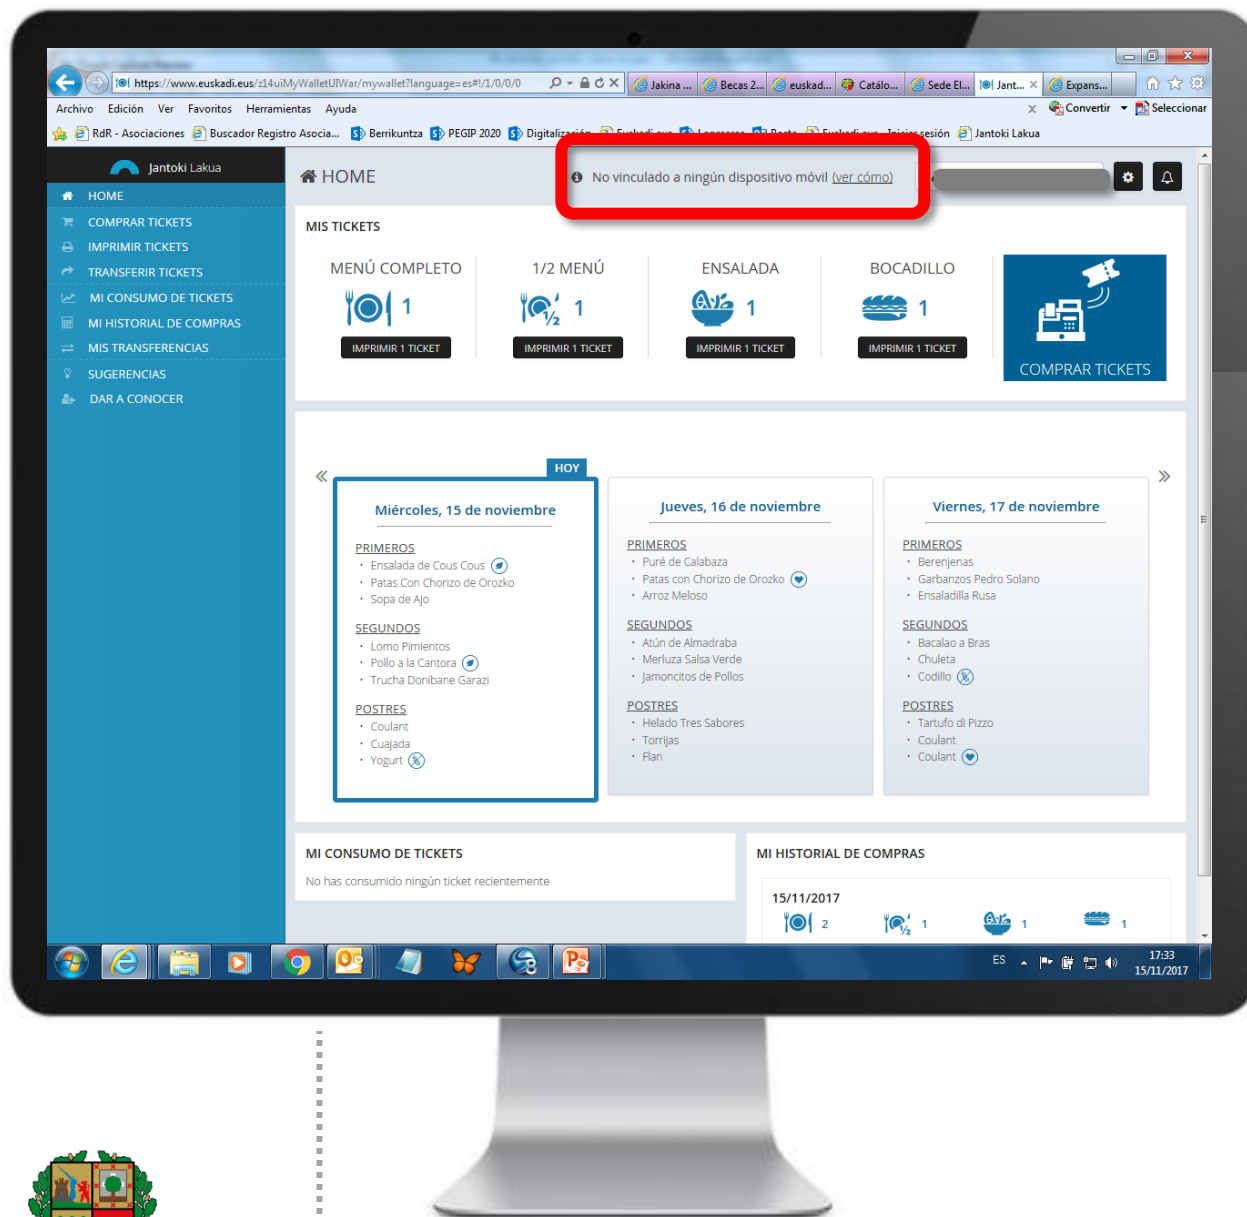 https://www.euskadi.eus/z14uiMyWalletUIWar/mywallet?language=es#!/1/0/0/0
Jakina ...
Becas 2...
euskad...
Catálo...
Sede El...
Jant...
Expans...
Archivo Edición Ver Favoritos Herramientas Ayuda
Convertir
Seleccionar
RdR - Asociaciones
Buscador Registro Asocia...
Berrikuntza
PEGIP 2020
Digitalización
Iniciar sesión
Jantoki Lakua
Jantoki Lakua
HOME
COMPRAR TICKETS
IMPRIMIR TICKETS
TRANSFERIR TICKETS
MI CONSUMO DE TICKETS
MI HISTORIAL DE COMPRAS
MIS TRANSFERENCIAS
SUGERENCIAS
DAR A CONOCER
HOME
No vinculado a ningún dispositivo móvil (ver cómo)
MIS TICKETS
MENÚ COMPLETO
1
IMPRIMIR 1 TICKET
1/2 MENÚ
1/2 1
IMPRIMIR 1 TICKET
ENSALADA
1
IMPRIMIR 1 TICKET
BOCADILLO
1
IMPRIMIR 1 TICKET
COMPRAR TICKETS
«
HOY
»
Miércoles, 15 de noviembre
PRIMEROS
· Ensalada de Cous Cous
· Patas Con Chorizo de Orozko
· Sopa de Ajo
SEGUNDOS
· Lomo Pimientos
· Pollo a la Cantora
· Trucha Donibane Garazi
POSTRES
· Coulant
· Cuajada
· Yogurt
Jueves, 16 de noviembre
PRIMEROS
· Puré de Calabaza
· Patas con Chorizo de Orozko
· Arroz Meloso
SEGUNDOS
· Atún de Almadraba
· Merluza Salsa Verde
· Jamoncitos de Pollos
POSTRES
· Helado Tres Sabores
· Torrijas
· Flan
Viernes, 17 de noviembre
PRIMEROS
· Berenjenas
· Garbanzos Pedro Solano
· Ensaladilla Rusa
SEGUNDOS
· Bacalao a Bras
· Chuleta
· Codillo
POSTRES
· Tartufo di Pizzo
· Coulant
· Coulant
MI CONSUMO DE TICKETS
No has consumido ningún ticket recientemente
MI HISTORIAL DE COMPRAS
15/11/2017
2
1/2 1
1
1
ES
17:33
15/11/2017